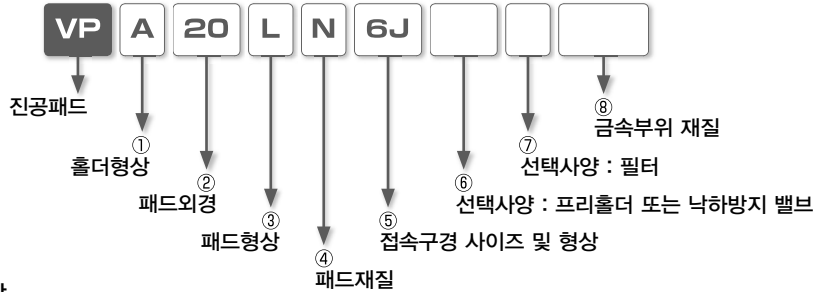 VP A 20 L N 6J
진공패드
①
홀더형상
②
패드외경
③
패드형상
④
패드재질
⑤
접속구경 사이즈 및 형상
⑥
선택사양 : 프리홀더 또는 낙하방지 밸브
⑦
선택사양 : 필터
⑧
금속부위 재질